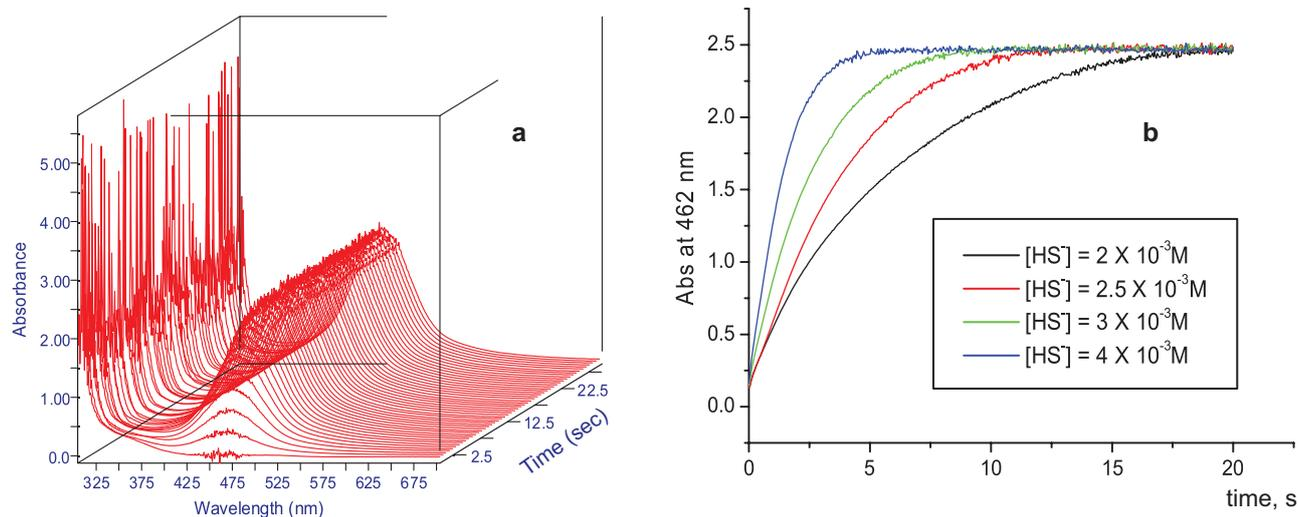 a
Absorbance
5.00
4.00
3.00
2.00
1.00
0.0
325 375 425 475 525 575 625 675
Wavelength (nm)
2.5
12.5
22.5
Time (sec)
b
Abs at 462 nm
2.5
2.0
1.5
1.0
0.5
0.0
[HS⁻] = 2 X 10⁻³M
[HS⁻] = 2.5 X 10⁻³M
[HS⁻] = 3 X 10⁻³M
[HS⁻] = 4 X 10⁻³M
0 5 10 15 20
time, s